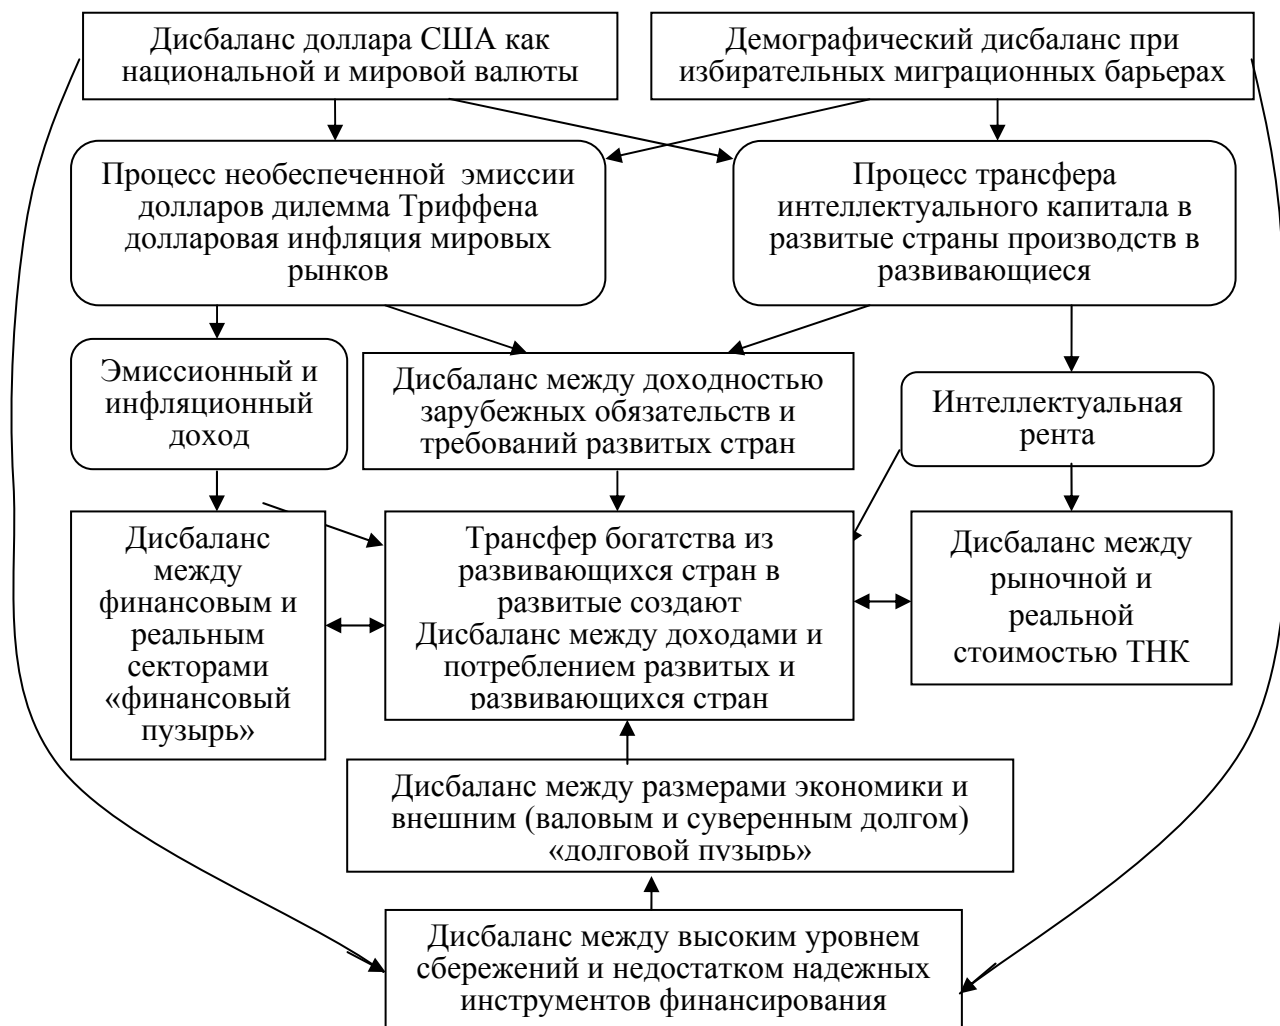 Дисбаланс доллара США как
национальной и мировой валюты
Демографический дисбаланс при
избирательных миграционных барьерах
Процесс необеспеченной эмиссии
долларов дилемма Триффена
долларовая инфляция мировых
рынков
Процесс трансфера
интеллектуального капитала в
развитые страны производств в
развивающиеся
Эмиссионный и
инфляционный
доход
Дисбаланс между доходностью
зарубежных обязательств и
требований развитых стран
Интеллектуальная
рента
Дисбаланс
между
финансовым и
реальным
секторами
«финансовый
пузырь»
Трансфер богатства из
развивающихся стран в
развитые создают
Дисбаланс между доходами и
потреблением развитых и
развивающихся стран
Дисбаланс между
рыночной и
реальной
стоимостью ТНК
Дисбаланс между размерами экономики и
внешним (валовым и суверенным долгом)
«долговой пузырь»
Дисбаланс между высоким уровнем
сбережений и недостатком надежных
инструментов финансирования